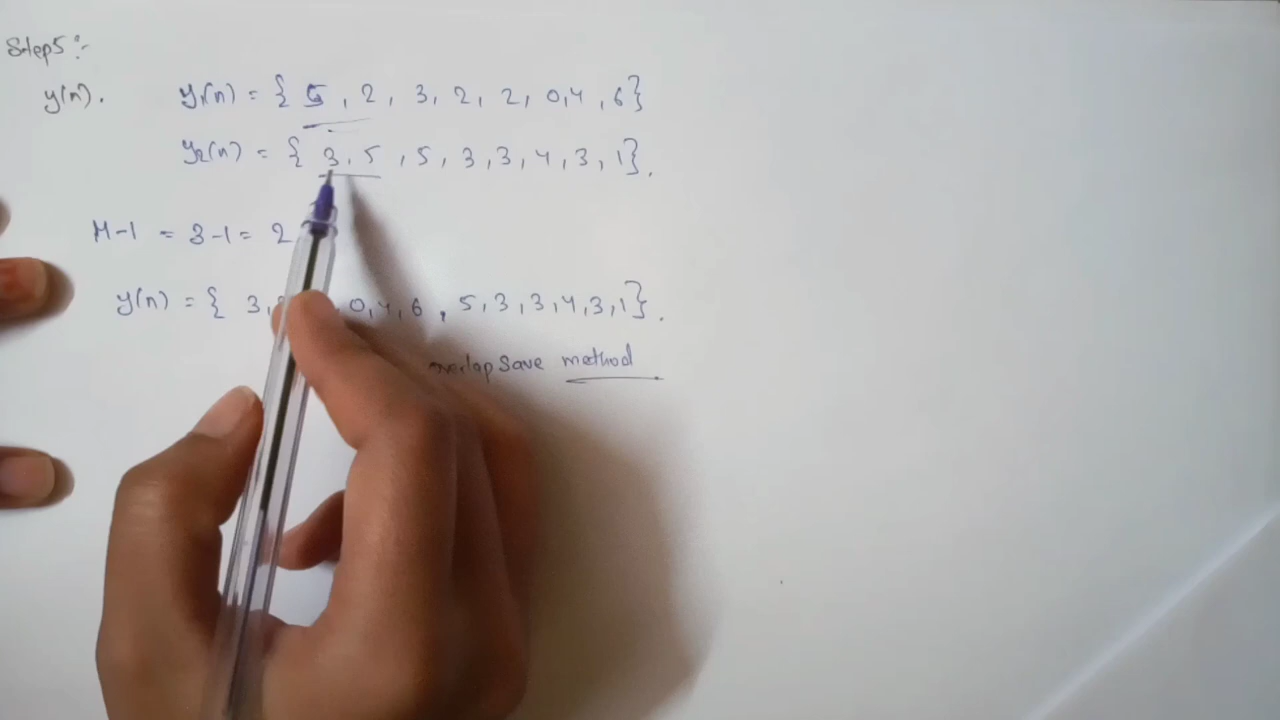 Step5:-
y(n). y1(n) = { 5, 2, 3, 2, 2, 0, 4, 6 }
y2(n) = { 3, 5, 5, 3, 3, 4, 3, 1 }.
M-1 = 3-1 = 2
y(n) = { 3, 0, 4, 6, 5, 3, 3, 4, 3, 1 }.
overlap save method